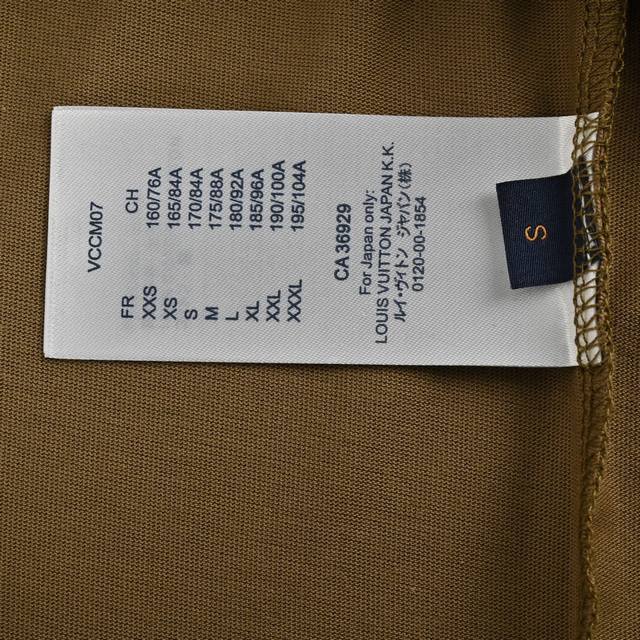 VCCM07
FR CH
XXS 160/76A
XS 165/84A
S 170/84A
M 175/88A
L 180/92A
XL 185/96A
XXL 190/100A
XXXL 195/104A
CA 36929
For Japan only:
LOUIS VUITTON JAPAN K.K.
ルイ・ヴィトン ジャパン(株)
0120-00-1854
S